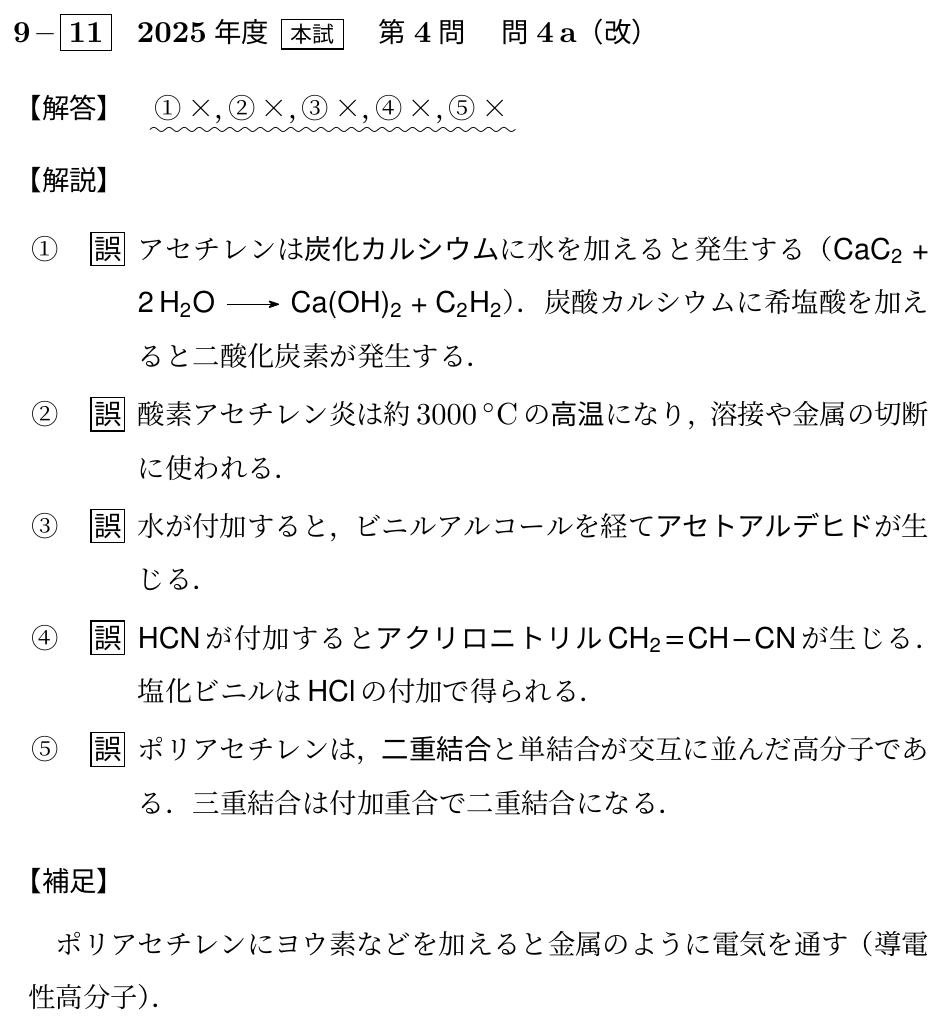 9-11 2025 年度 本試 第 4 問 問 4 a（改）
【解答】 ① ×, ② ×, ③ ×, ④ ×, ⑤ ×
【解説】
① 誤 アセチレンは炭化カルシウムに水を加えると発生する（CaC₂ +
2 H₂O ⟶ Ca(OH)₂ + C₂H₂）．炭酸カルシウムに希塩酸を加え
ると二酸化炭素が発生する．
② 誤 酸素アセチレン炎は約 3000 °C の高温になり，溶接や金属の切断
に使われる．
③ 誤 水が付加すると，ビニルアルコールを経てアセトアルデヒドが生
じる．
④ 誤 HCN が付加するとアクリロニトリル CH₂=CH−CN が生じる．
塩化ビニルは HCl の付加で得られる．
⑤ 誤 ポリアセチレンは，二重結合と単結合が交互に並んだ高分子であ
る．三重結合は付加重合で二重結合になる．
【補足】
ポリアセチレンにヨウ素などを加えると金属のように電気を通す（導電
性高分子）．